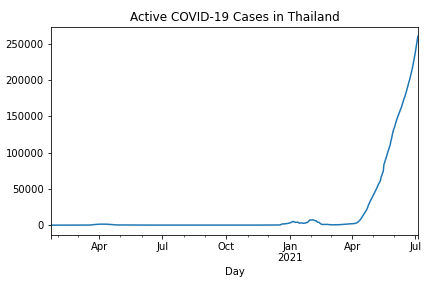 Active COVID-19 Cases in Thailand
250000
200000
150000
100000
50000
0
Apr Jul Oct Jan Apr Jul
2021
Day